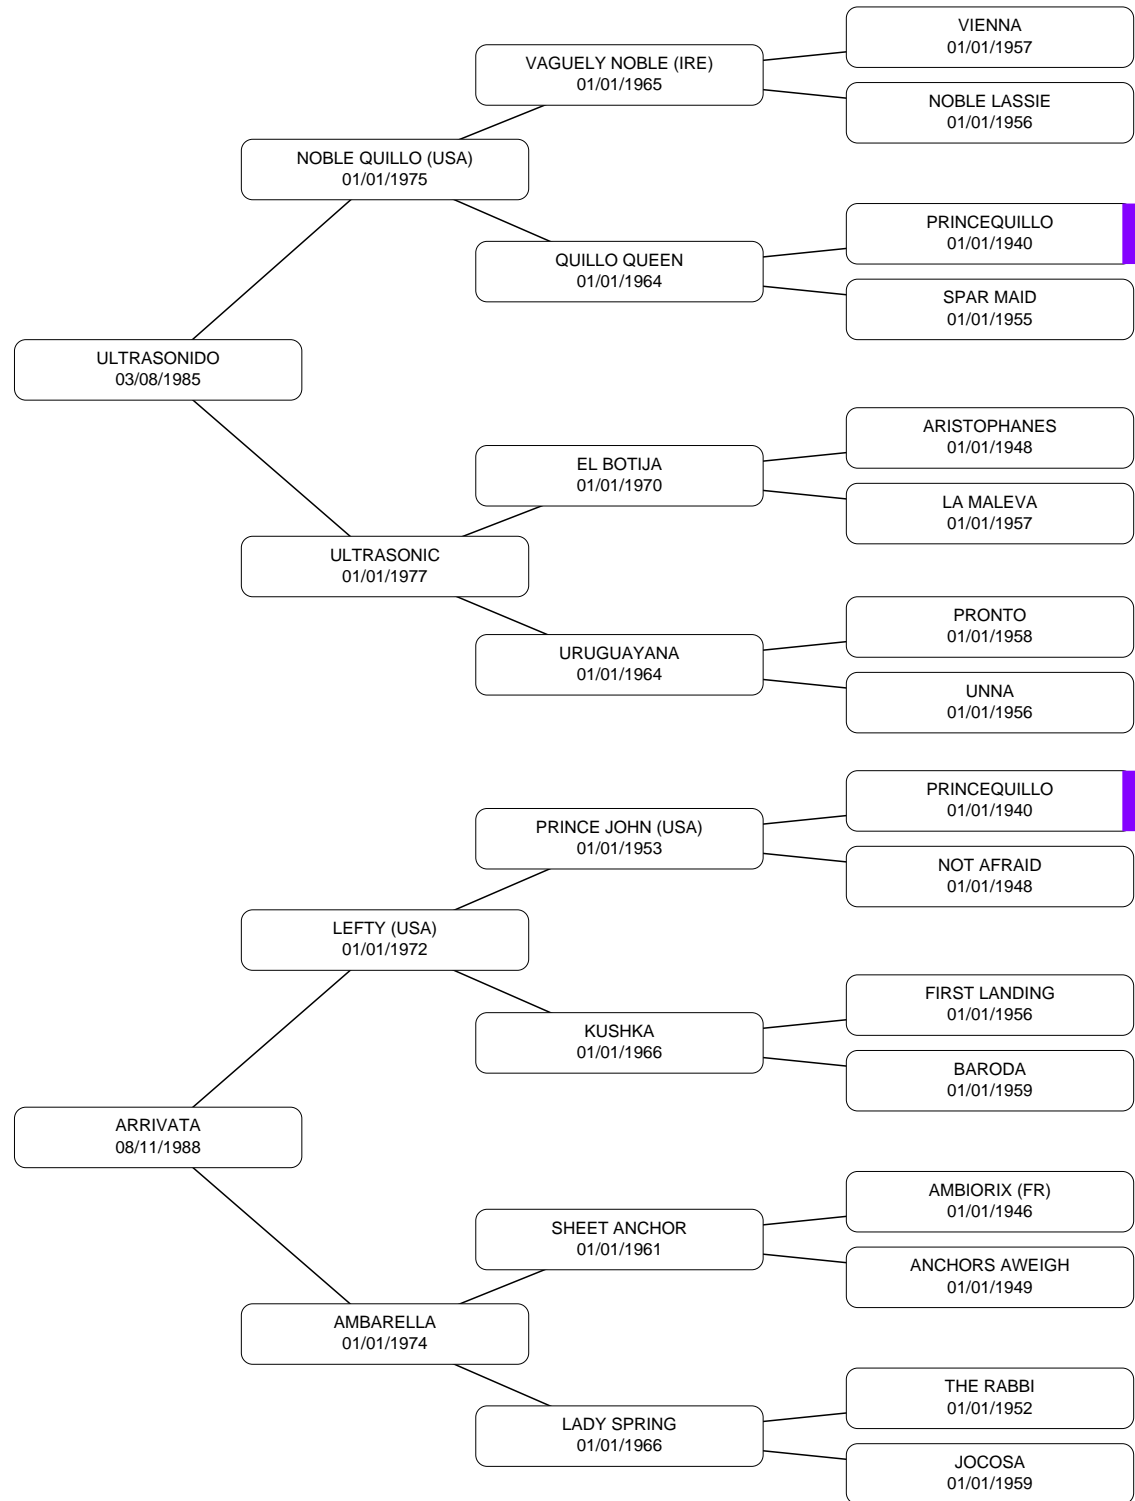 VIENNA
01/01/1957
VAGUELY NOBLE (IRE)
01/01/1965
NOBLE LASSIE
01/01/1956
NOBLE QUILLO (USA)
01/01/1975
PRINCEQUILLO
01/01/1940
QUILLO QUEEN
01/01/1964
SPAR MAID
01/01/1955
ULTRASONIDO
03/08/1985
ARISTOPHANES
01/01/1948
EL BOTIJA
01/01/1970
LA MALEVA
01/01/1957
ULTRASONIC
01/01/1977
PRONTO
01/01/1958
URUGUAYANA
01/01/1964
UNNA
01/01/1956
PRINCEQUILLO
01/01/1940
PRINCE JOHN (USA)
01/01/1953
NOT AFRAID
01/01/1948
LEFTY (USA)
01/01/1972
FIRST LANDING
01/01/1956
KUSHKA
01/01/1966
BARODA
01/01/1959
ARRIVATA
08/11/1988
AMBIORIX (FR)
01/01/1946
SHEET ANCHOR
01/01/1961
ANCHORS AWEIGH
01/01/1949
AMBARELLA
01/01/1974
THE RABBI
01/01/1952
LADY SPRING
01/01/1966
JOCOSA
01/01/1959